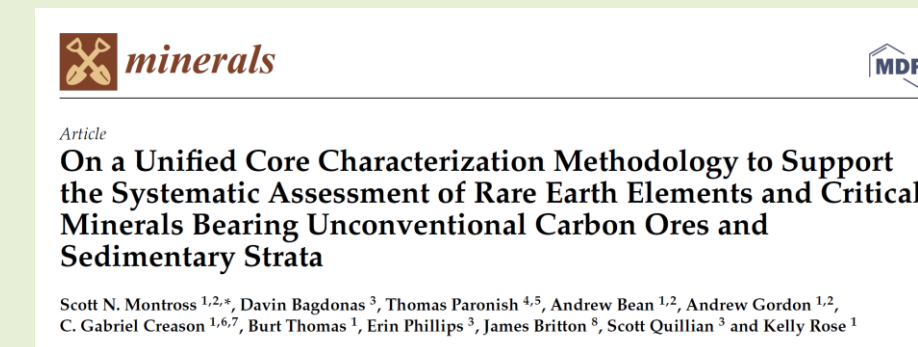 minerals
MDP
Article
On a Unified Core Characterization Methodology to Support
the Systematic Assessment of Rare Earth Elements and Critical
Minerals Bearing Unconventional Carbon Ores and
Sedimentary Strata
Scott N. Montross 1,2,*, Davin Bagdonas 3, Thomas Paronish 4,5, Andrew Bean 1,2, Andrew Gordon 1,2,
C. Gabriel Creason 1,6,7, Burt Thomas 1, Erin Phillips 3, James Britton 8, Scott Quillian 3 and Kelly Rose 1